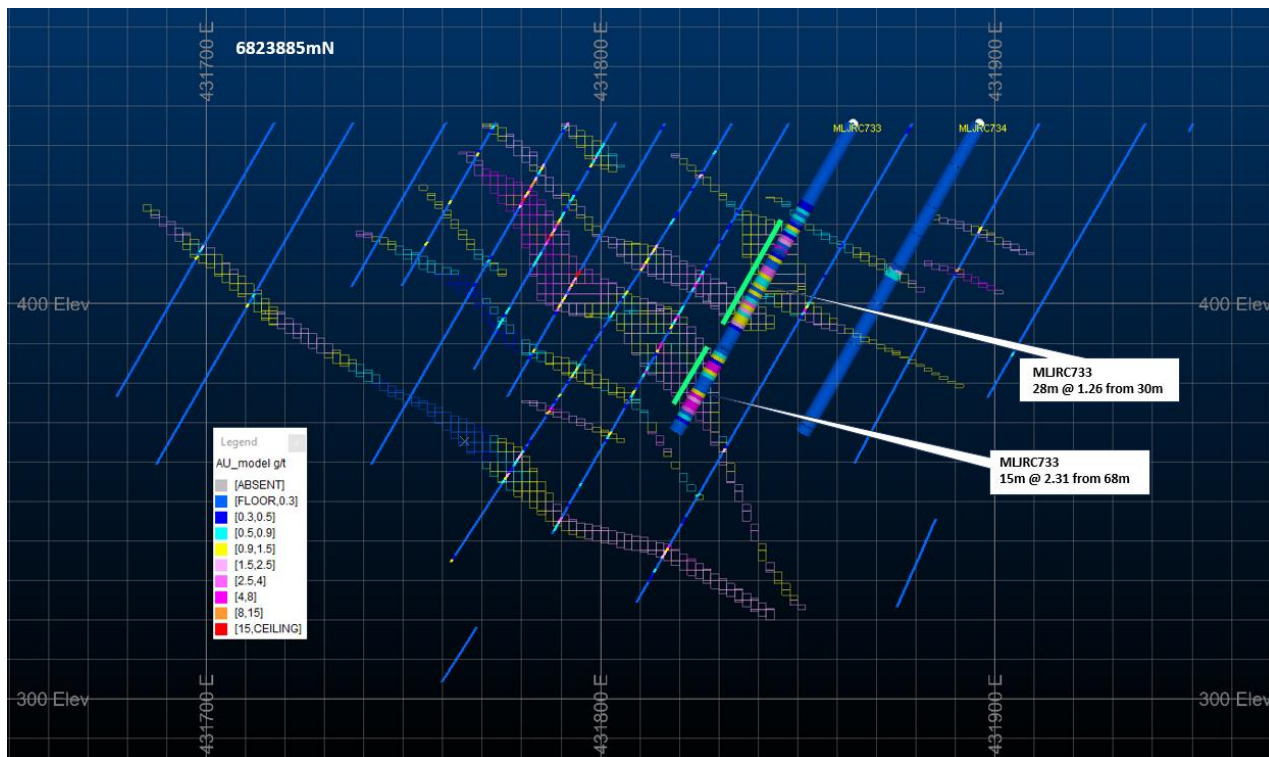 6823885mN
431700 E
431800 E
431900 E
MLJRC733
MLJRC734
400 Elev
400 Elev
MLJRC733
28m @ 1.26 from 30m
MLJRC733
15m @ 2.31 from 68m
Legend
AU_model g/t
[ABSENT]
[FLOOR,0.3]
[0.3,0.5]
[0.5,0.9]
[0.9,1.5]
[1.5,2.5]
[2.5,4]
[4,8]
[8,15]
[15,CEILING]
300 Elev
300 Elev
431700 E
431800 E
431900 E